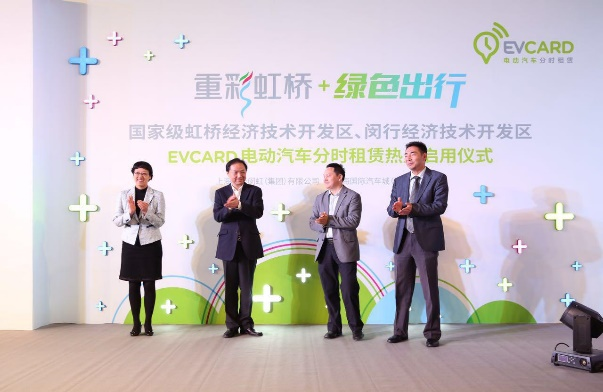 EVCARD
电动汽车分时租赁
重彩虹桥+绿色出行
国家级虹桥经济技术开发区、闵行经济技术开发区
EVCARD电动汽车分时租赁热 启用仪式
EVCARD